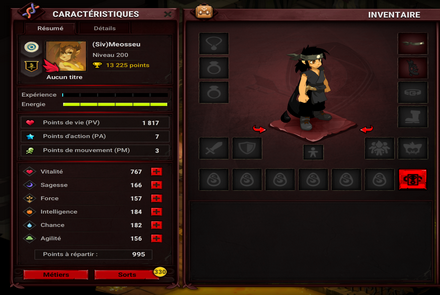 CARACTÉRISTIQUES
Résumé
Détails
(Siv)Meosseu
Niveau 200
13 225 points
Aucun titre
Expérience :
Energie :
Points de vie (PV) 1 817
Points d'action (PA) 7
Points de mouvement (PM) 3
Vitalité 767
Sagesse 166
Force 157
Intelligence 184
Chance 182
Agilité 156
Points à répartir : 995
Métiers
Sorts
330
INVENTAIRE